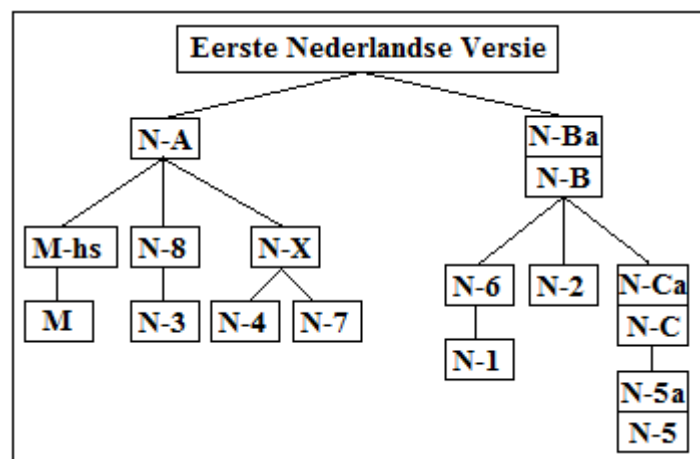 Eerste Nederlandse Versie
N-A
N-Ba
N-B
M-hs
N-8
N-X
N-6
N-2
N-Ca
N-C
M
N-3
N-4
N-7
N-1
N-5a
N-5